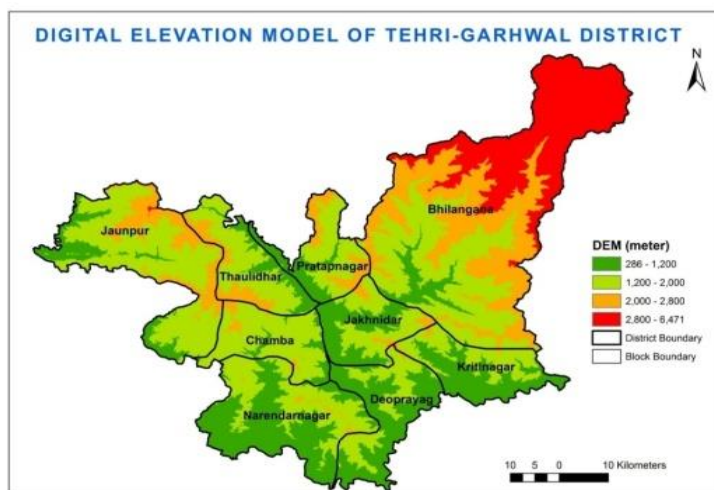 DIGITAL ELEVATION MODEL OF TEHRI-GARHWAL DISTRICT
N
Bhilangana
Jaunpur
Pratapnagar
Thauldhar
DEM (meter)
286 - 1,200
1,200 - 2,000
2,000 - 2,800
2,800 - 6,471
District Boundary
Block Boundary
Jakhnidar
Chamba
Kritinagar
Deoprayag
Narendarnagar
10 5 0 10 Kilometers